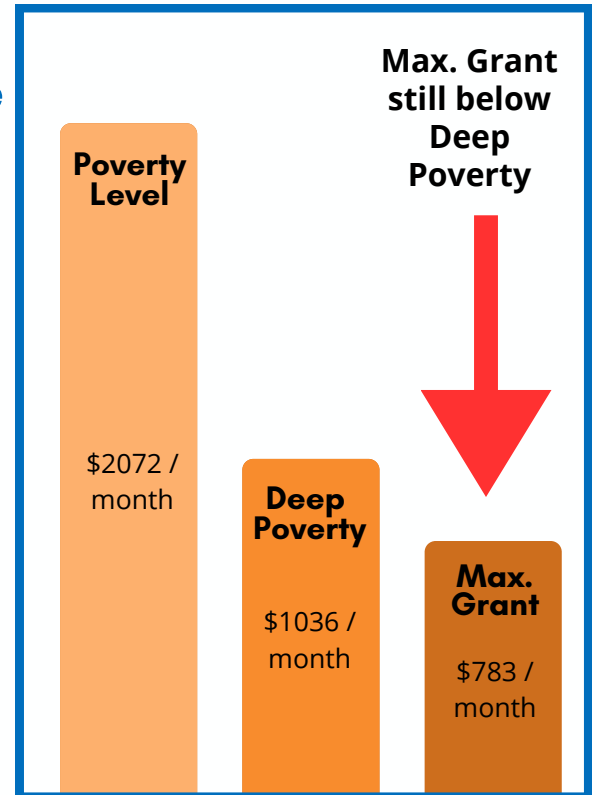 Poverty
Level
$2072 /
month
Deep
Poverty
$1036 /
month
Max. Grant
still below
Deep
Poverty
Max.
Grant
$783 /
month